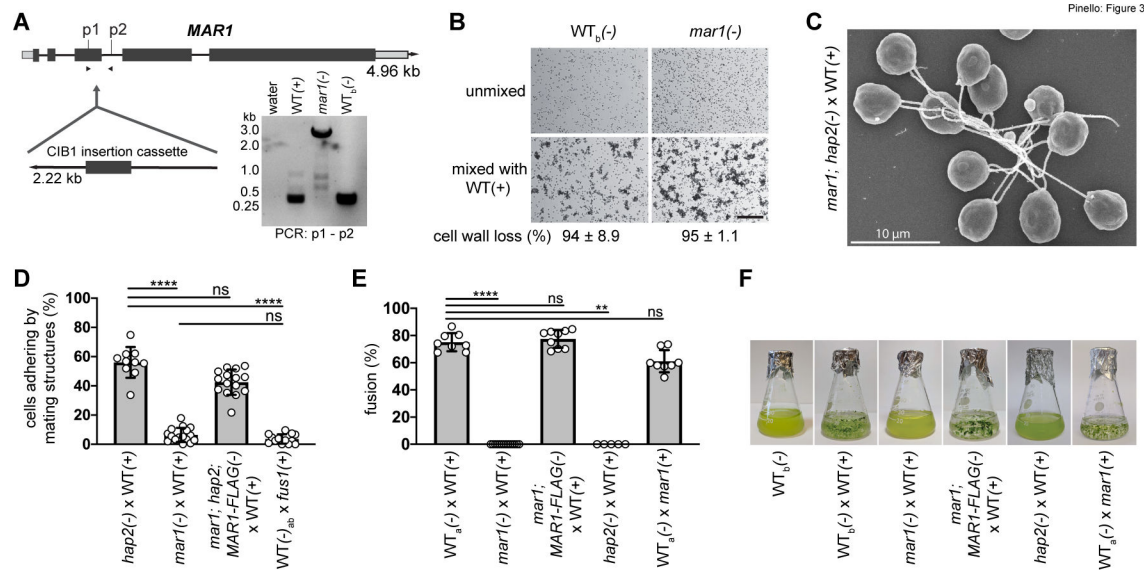 Pinello: Figure 3
A
p1 p2 MAR1
4.96 kb
CIB1 insertion cassette
2.22 kb
water WT(+) mar1(-) WTb(-)
kb
3.0
2.0
1.0
0.5
0.25
PCR: p1 - p2
B
WTb(-) mar1(-)
unmixed
mixed with
WT(+)
cell wall loss (%) 94 ± 8.9 95 ± 1.1
C
mar1; hap2(-) x WT(+)
10 µm
D
cells adhering by
mating structures (%)
100
80
60
40
20
0
****
ns
****
ns
hap2(-) x WT(+)
mar1(-) x WT(+)
mar1; hap2;
MAR1-FLAG(-)
x WT(+)
WT(-)ab x fus1(+)
E
fusion (%)
100
80
60
40
20
0
****
ns
**
ns
WTa(-) x WT(+)
mar1(-) x WT(+)
mar1;
MAR1-FLAG(-)
x WT(+)
hap2(-) x WT(+)
WTa(-) x mar1(+)
F
WTb(-)
WTb(-) x WT(+)
mar1(-) x WT(+)
mar1;
MAR1-FLAG(-)
x WT(+)
hap2(-) x WT(+)
WTa(-) x mar1(+)